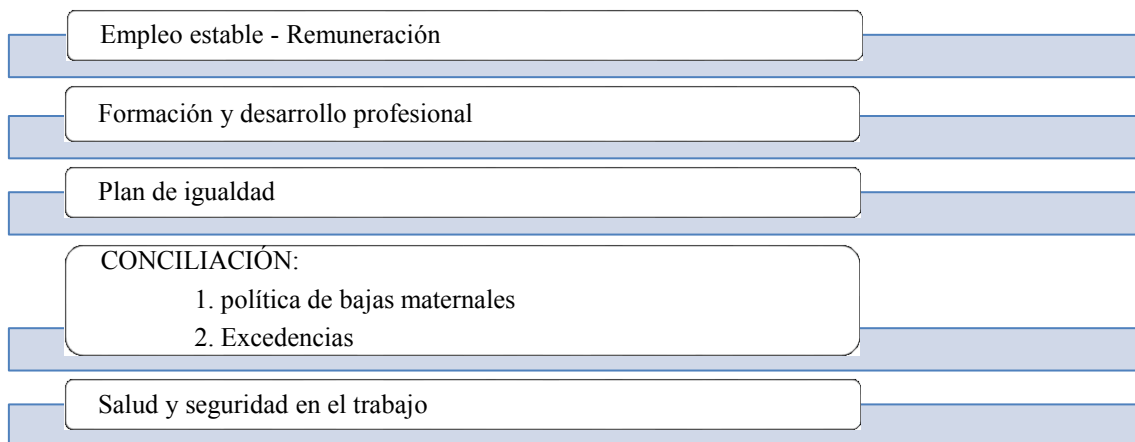 Empleo estable - Remuneración
Formación y desarrollo profesional
Plan de igualdad
CONCILIACIÓN:
1. política de bajas maternales
2. Excedencias
Salud y seguridad en el trabajo